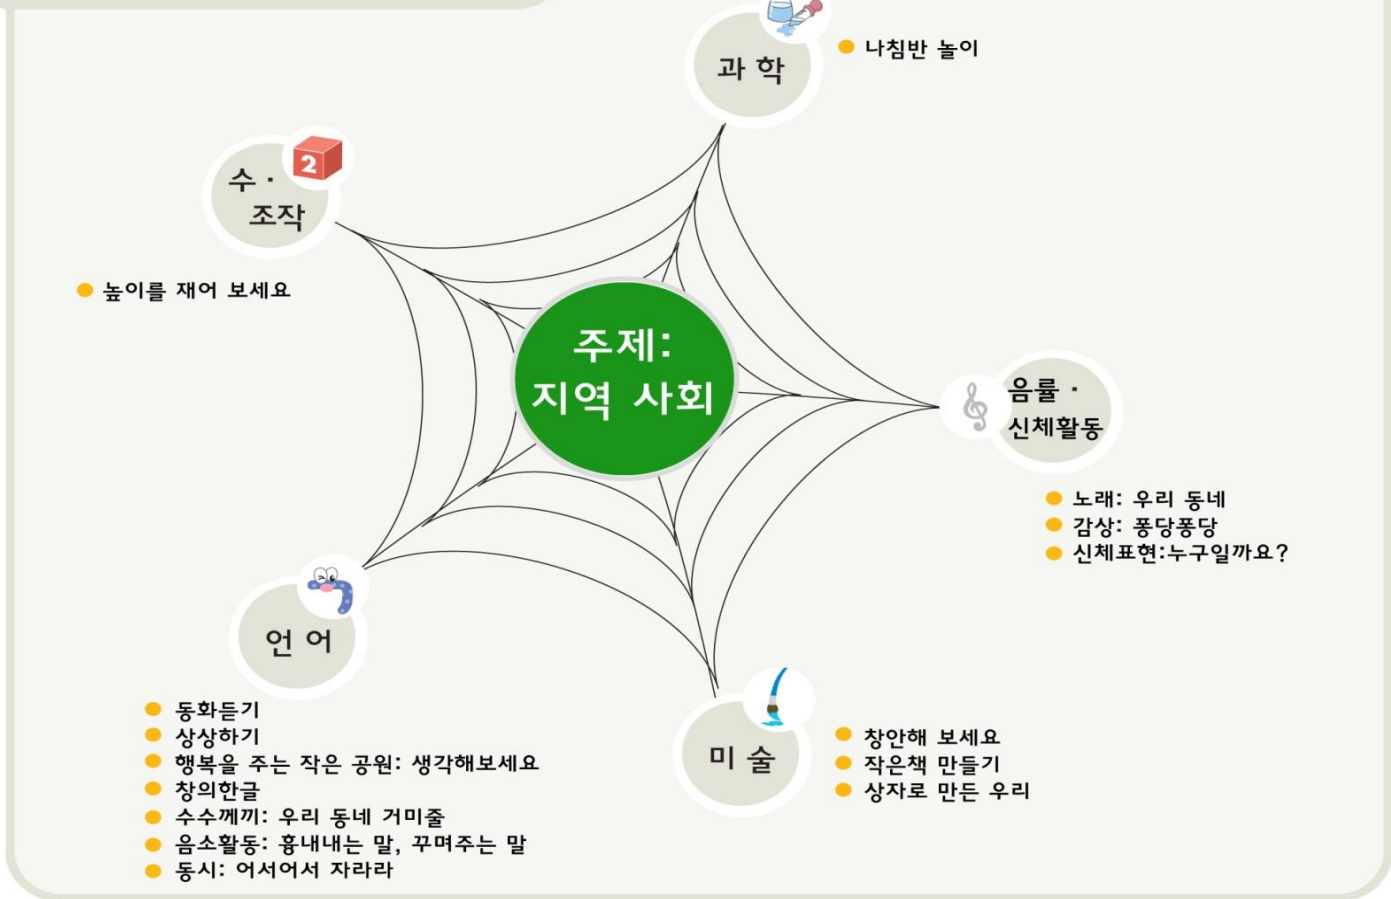 과 학
나침반 놀이
수 ·
조작
2
높이를 재어 보세요
주제:
지역 사회
음률 ·
신체활동
노래: 우리 동네
감상: 퐁당퐁당
신체표현:누구일까요?
언 어
동화듣기
상상하기
행복을 주는 작은 공원: 생각해보세요
창의한글
수수께끼: 우리 동네 거미줄
음소활동: 흉내내는 말, 꾸며주는 말
동시: 어서어서 자라라
미 술
창안해 보세요
작은책 만들기
상자로 만든 우리